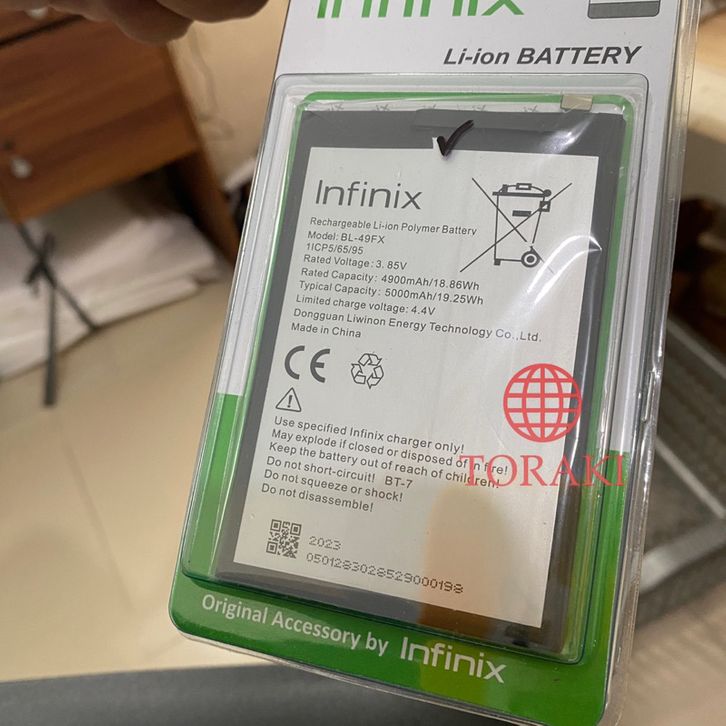 Infinix
Li-ion BATTERY
Infinix
Rechargeable Li-ion Polymer Battery
Model: BL-49FX
1ICP5/65/95
Rated Voltage: 3.85V
Rated Capacity: 4900mAh/18.86Wh
Typical Capacity: 5000mAh/19.25Wh
Limited charge voltage: 4.4V
Dongguan Liwinon Energy Technology Co.,Ltd.
Made in China
CE
Use specified Infinix charger only!
May explode if closed or disposed of in fire!
Keep the battery out of reach of children!
Do not short-circuit! BT-7
Do not squeeze or shock!
Do not disassemble!
TORAKI
2023
0501283028529000198
Original Accessory by Infinix